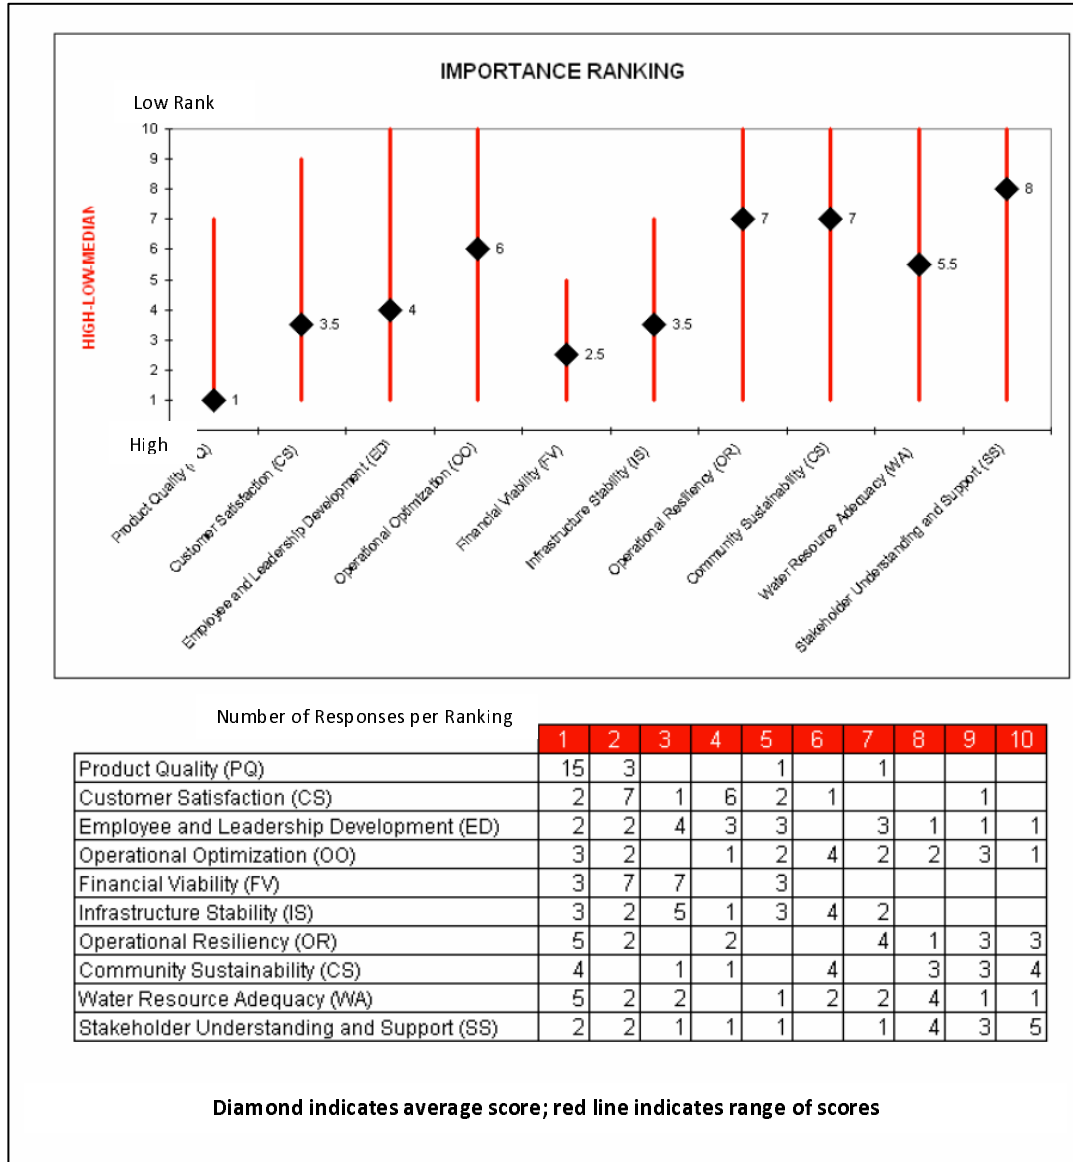 IMPORTANCE RANKING
Low Rank
10
9
8
7
6
5
4
3
2
1
High
HIGH-LOW-MEDIAN
1
3.5
4
6
2.5
3.5
7
7
5.5
8
Product Quality (PQ)
Customer Satisfaction (CS)
Employee and Leadership Development (ED)
Operational Optimization (OO)
Financial Viability (FV)
Infrastructure Stability (IS)
Operational Resiliency (OR)
Community Sustainability (CS)
Water Resource Adequacy (WA)
Stakeholder Understanding and Support (SS)
Number of Responses per Ranking
1 2 3 4 5 6 7 8 9 10
Product Quality (PQ) 15 3 1 1
Customer Satisfaction (CS) 2 7 1 6 2 1 1
Employee and Leadership Development (ED) 2 2 4 3 3 3 1 1 1
Operational Optimization (OO) 3 2 1 2 4 2 2 3 1
Financial Viability (FV) 3 7 7 3
Infrastructure Stability (IS) 3 2 5 1 3 4 2
Operational Resiliency (OR) 5 2 2 4 1 3 3
Community Sustainability (CS) 4 1 1 4 3 3 4
Water Resource Adequacy (WA) 5 2 2 1 2 2 4 1 1
Stakeholder Understanding and Support (SS) 2 2 1 1 1 1 4 3 5
Diamond indicates average score; red line indicates range of scores